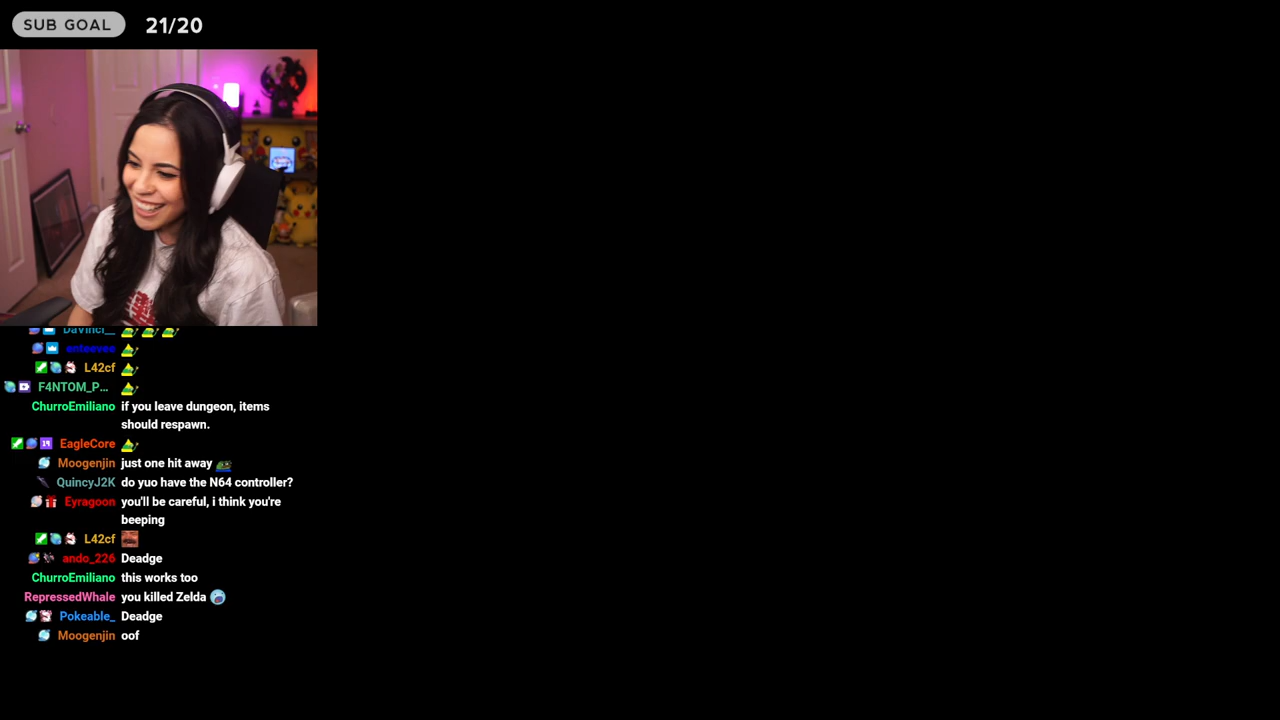 SUB GOAL 21/20
DaVinci__
enteevee
L42cf
F4NTOM_P...
ChurroEmiliano if you leave dungeon, items
should respawn.
EagleCore
Moogenjin just one hit away
QuincyJ2K do yuo have the N64 controller?
Eyragoon you'll be careful, i think you're
beeping
L42cf
ando_226 Deadge
ChurroEmiliano this works too
RepressedWhale you killed Zelda
Pokeable_ Deadge
Moogenjin oof